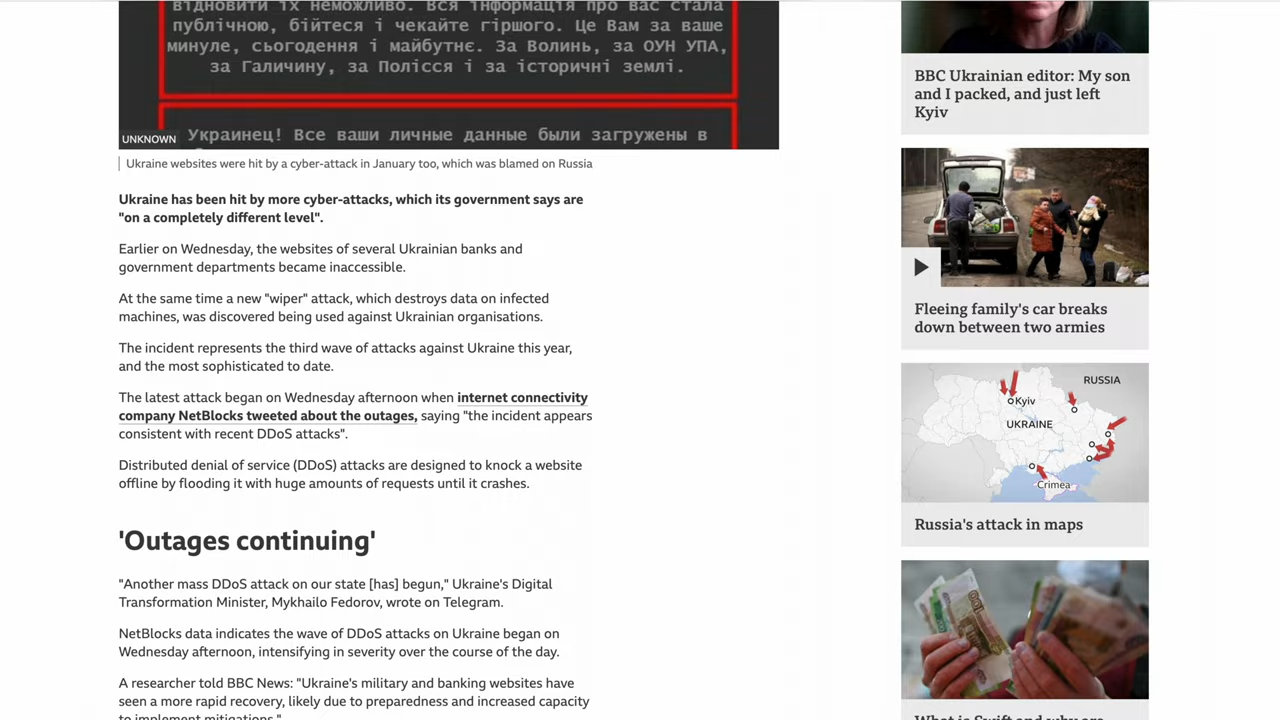 відновити їх неможливо. Вся інформація про вас стала
публічною, бійтеся і чекайте гіршого. Це Вам за ваше
минуле, сьогодення і майбутнє. За Волинь, за ОУН УПА,
за Галичину, за Полісся і за історичні землі.
Украинец! Все ваши личные данные были загружены в
UNKNOWN
Ukraine websites were hit by a cyber-attack in January too, which was blamed on Russia
Ukraine has been hit by more cyber-attacks, which its government says are
"on a completely different level".
Earlier on Wednesday, the websites of several Ukrainian banks and
government departments became inaccessible.
At the same time a new "wiper" attack, which destroys data on infected
machines, was discovered being used against Ukrainian organisations.
The incident represents the third wave of attacks against Ukraine this year,
and the most sophisticated to date.
The latest attack began on Wednesday afternoon when internet connectivity
company NetBlocks tweeted about the outages, saying "the incident appears
consistent with recent DDoS attacks".
Distributed denial of service (DDoS) attacks are designed to knock a website
offline by flooding it with huge amounts of requests until it crashes.
'Outages continuing'
"Another mass DDoS attack on our state [has] begun," Ukraine's Digital
Transformation Minister, Mykhailo Fedorov, wrote on Telegram.
NetBlocks data indicates the wave of DDoS attacks on Ukraine began on
Wednesday afternoon, intensifying in severity over the course of the day.
A researcher told BBC News: "Ukraine's military and banking websites have
seen a more rapid recovery, likely due to preparedness and increased capacity
to implement mitigations."
BBC Ukrainian editor: My son
and I packed, and just left
Kyiv
Fleeing family's car breaks
down between two armies
RUSSIA
Kyiv
UKRAINE
Crimea
Russia's attack in maps
What is Swift and why are